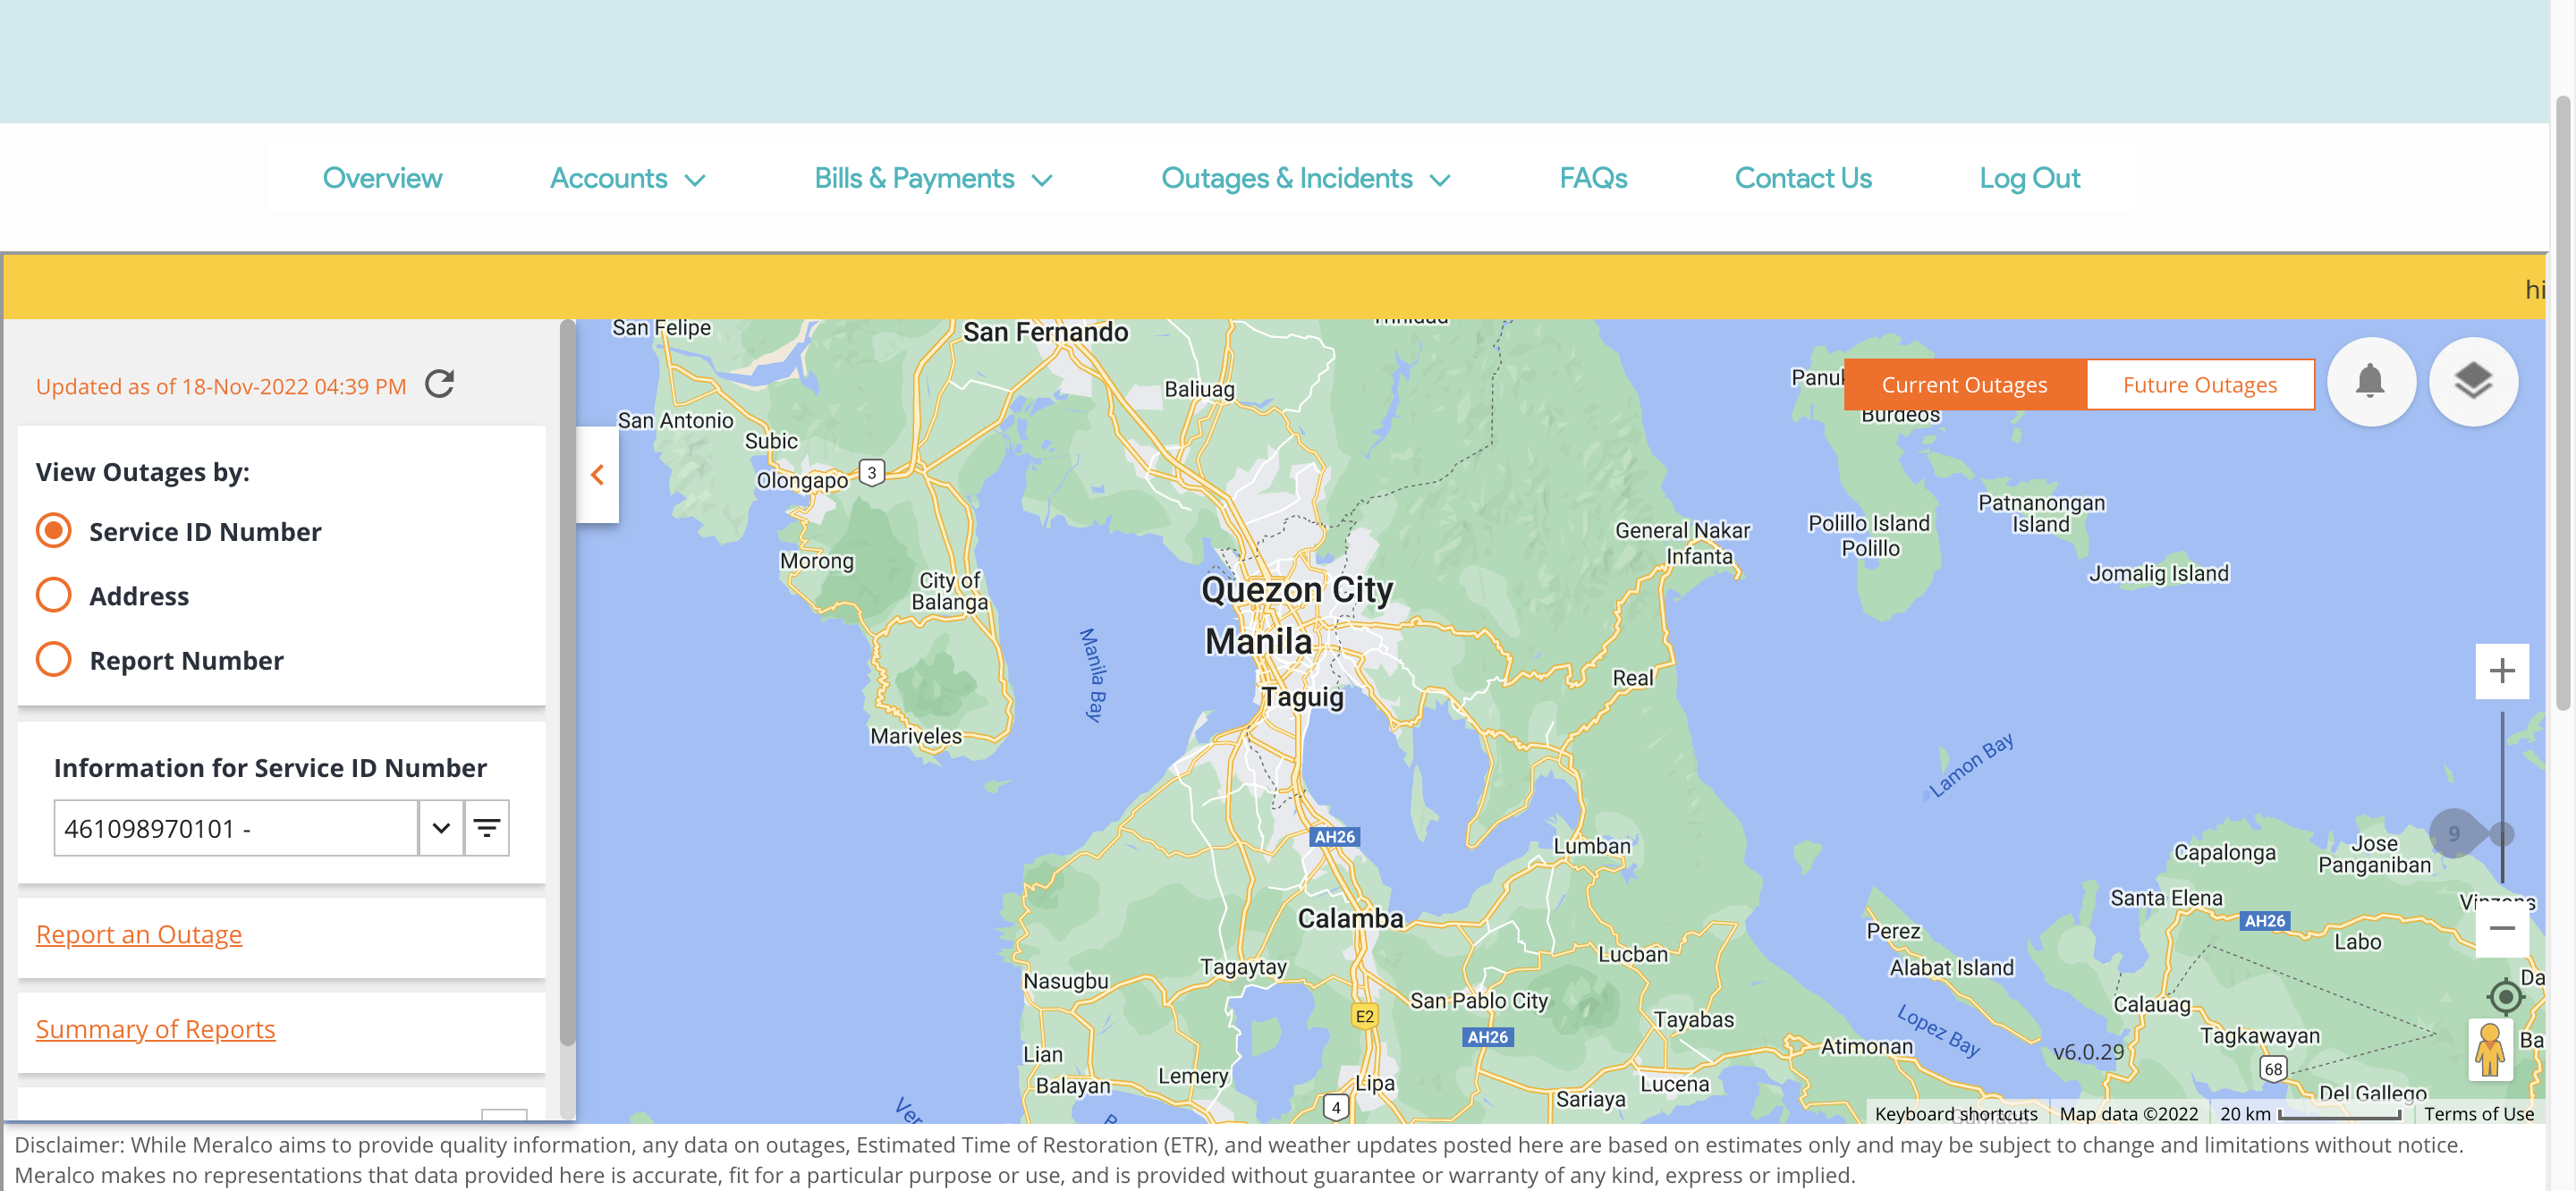 Overview Accounts Bills & Payments Outages & Incidents FAQs Contact Us Log Out
hi
Updated as of 18-Nov-2022 04:39 PM
View Outages by:
Service ID Number
Address
Report Number
Information for Service ID Number
461098970101 -
Report an Outage
Summary of Reports
Current Outages
Future Outages
San Felipe
San Fernando
Baliuag
San Antonio
Subic
Olongapo
3
Burdeos
Patnanongan
Island
Polillo Island
Polillo
General Nakar
Infanta
Jomalig Island
Morong
City of
Balanga
Quezon City
Manila
Manila Bay
Taguig
Real
Mariveles
Lamon Bay
AH26
Lumban
9
Capalonga
Jose
Panganiban
Santa Elena
Vinzons
AH26
Labo
Calamba
Perez
Lucban
Alabat Island
Tagaytay
Nasugbu
San Pablo City
Da
Calauag
E2
AH26
Tayabas
Lopez Bay
Tagkawayan
Ba
Atimonan
v6.0.29
Lian
68
Balayan
Lemery
Lipa
Lucena
Sariaya
Del Gallego
4
Ver
Keyboard shortcuts Map data ©2022 20 km Terms of Use
Disclaimer: While Meralco aims to provide quality information, any data on outages, Estimated Time of Restoration (ETR), and weather updates posted here are based on estimates only and may be subject to change and limitations without notice.
Meralco makes no representations that data provided here is accurate, fit for a particular purpose or use, and is provided without guarantee or warranty of any kind, express or implied.